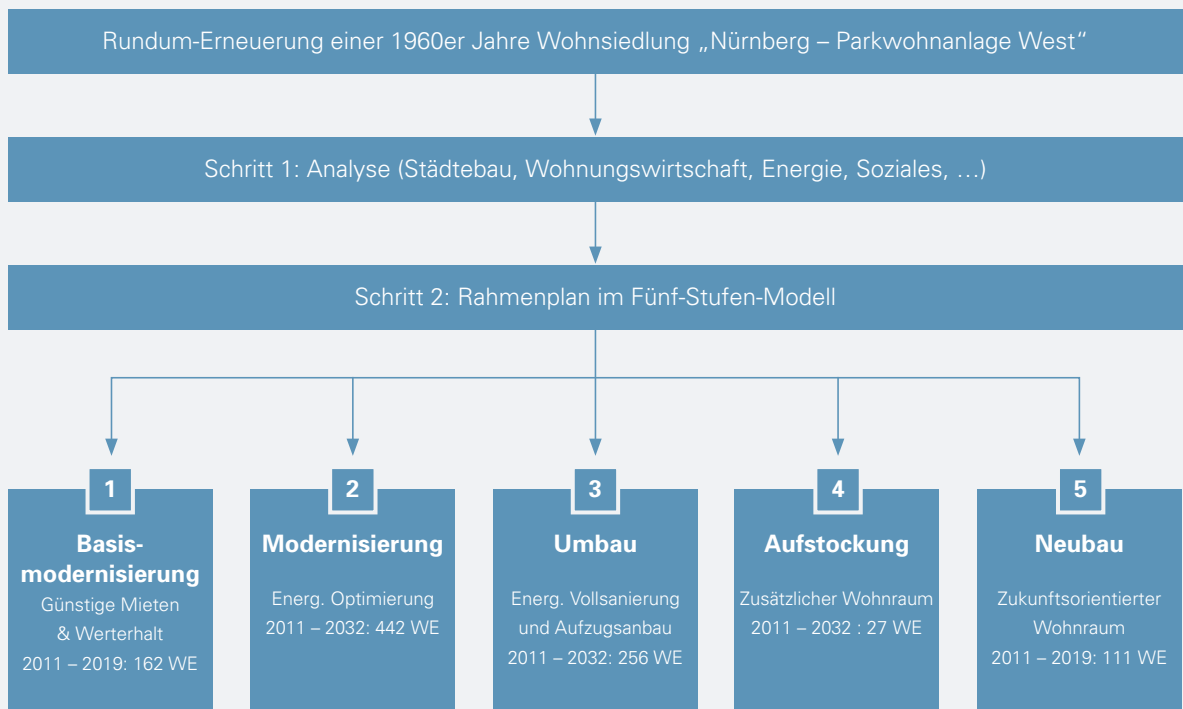 Rundum-Erneuerung einer 1960er Jahre Wohnsiedlung „Nürnberg – Parkwohnanlage West“
Schritt 1: Analyse (Städtebau, Wohnungswirtschaft, Energie, Soziales, …)
Schritt 2: Rahmenplan im Fünf-Stufen-Modell
1
Basis-
modernisierung
Günstige Mieten
& Werterhalt
2011 – 2019: 162 WE
2
Modernisierung
Energ. Optimierung
2011 – 2032: 442 WE
3
Umbau
Energ. Vollsanierung
und Aufzugsanbau
2011 – 2032: 256 WE
4
Aufstockung
Zusätzlicher Wohnraum
2011 – 2032 : 27 WE
5
Neubau
Zukunftsorientierter
Wohnraum
2011 – 2019: 111 WE